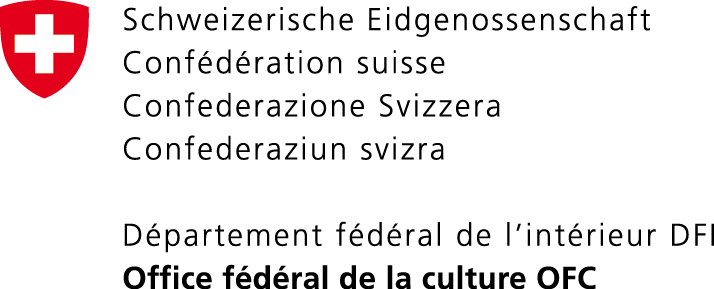 Schweizerische Eidgenossenschaft
Confédération suisse
Confederazione Svizzera
Confederaziun svizra
Département fédéral de l’intérieur DFI
Office fédéral de la culture OFC